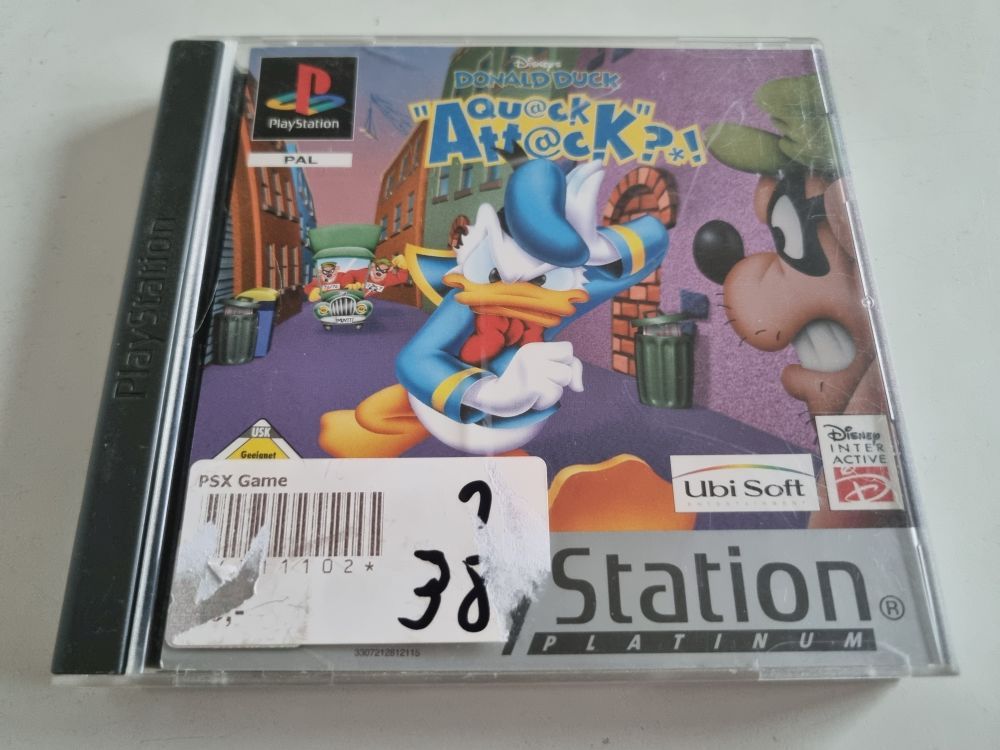 PlayStation
PlayStation
PAL
Disney's
DONALD DUCK
"QU@CK
Att@cK"?*!
USK
Geeignet
PSX Game
11102*
,-
38
Ubi Soft
ENTERTAINMENT
DISNEY
INTER
ACTIVE
Station®
PLATINUM
3307212812115